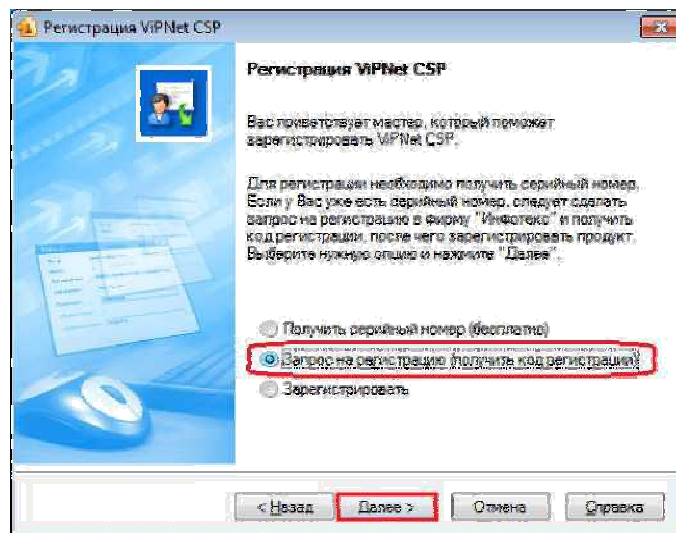 Регистрация ViPNet CSP
Регистрация ViPNet CSP
Вас приветствует мастер, который поможет
зарегистрировать ViPNet CSP.
Для регистрации необходимо получить серийный номер.
Если у Вас уже есть серийный номер, следует сделать
запрос на регистрацию в фирму "Инфотекс" и получить
код регистрации, после чего зарегистрировать продукт.
Выберите нужную опцию и нажмите "Далее".
Получить серийный номер (бесплатно)
Запрос на регистрацию (получить код регистрации)
Зарегистрировать
< Назад Далее > Отмена Справка